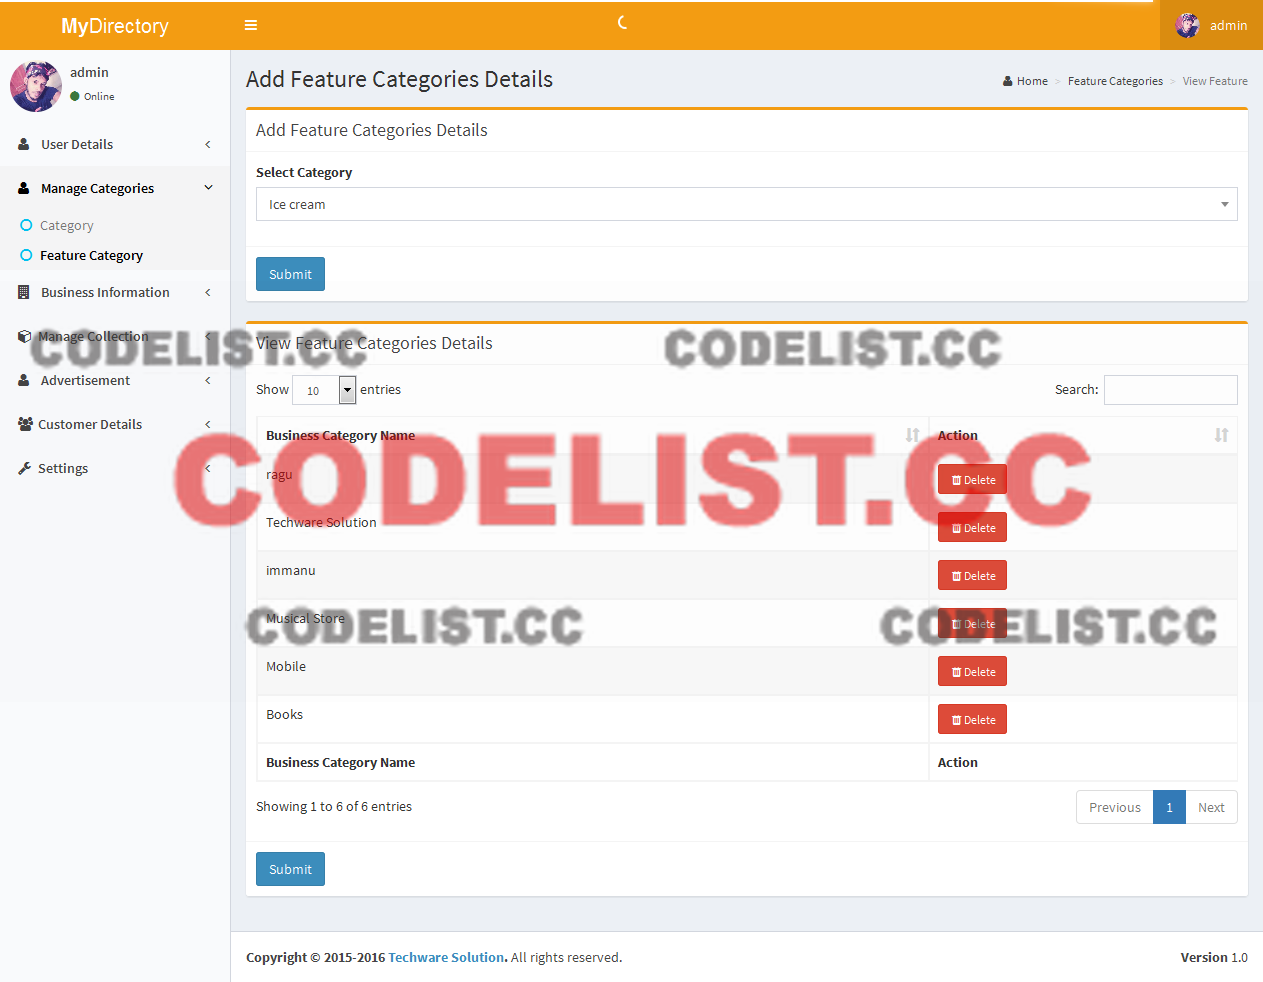 MyDirectory
admin
admin
Online
User Details
Manage Categories
Category
Feature Category
Business Information
Manage Collection
Advertisement
Customer Details
Settings
Add Feature Categories Details
Home > Feature Categories > View Feature
Add Feature Categories Details
Select Category
Ice cream
Submit
View Feature Categories Details
Show 10 entries
Search:
Business Category Name Action
ragu Delete
Techware Solution Delete
immanu Delete
Musical Store Delete
Mobile Delete
Books Delete
Business Category Name Action
Showing 1 to 6 of 6 entries
Previous 1 Next
Submit
Copyright © 2015-2016 Techware Solution. All rights reserved.
Version 1.0
CODELIST.CC
CODELIST.CC
CODELIST.CC
CODELIST.CC
CODELIST.CC